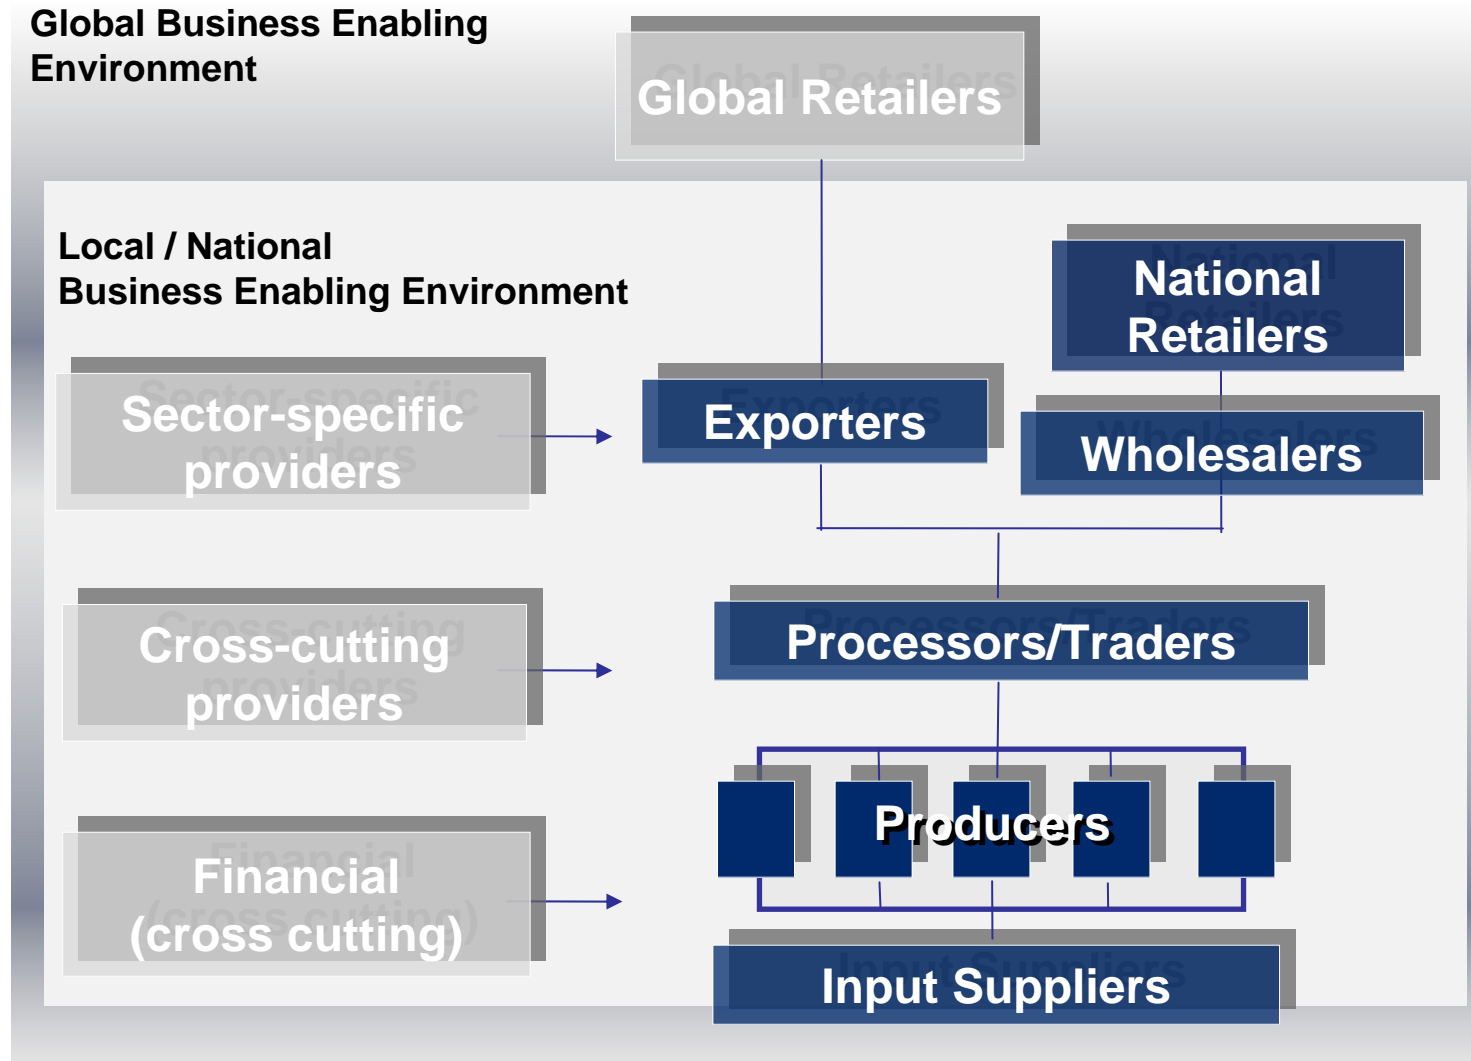 Global Business Enabling
Environment
Global Retailers
Local / National
Business Enabling Environment
National
Retailers
Sector-specific
providers
Exporters
Wholesalers
Cross-cutting
providers
Processors/Traders
Producers
Financial
(cross cutting)
Input Suppliers